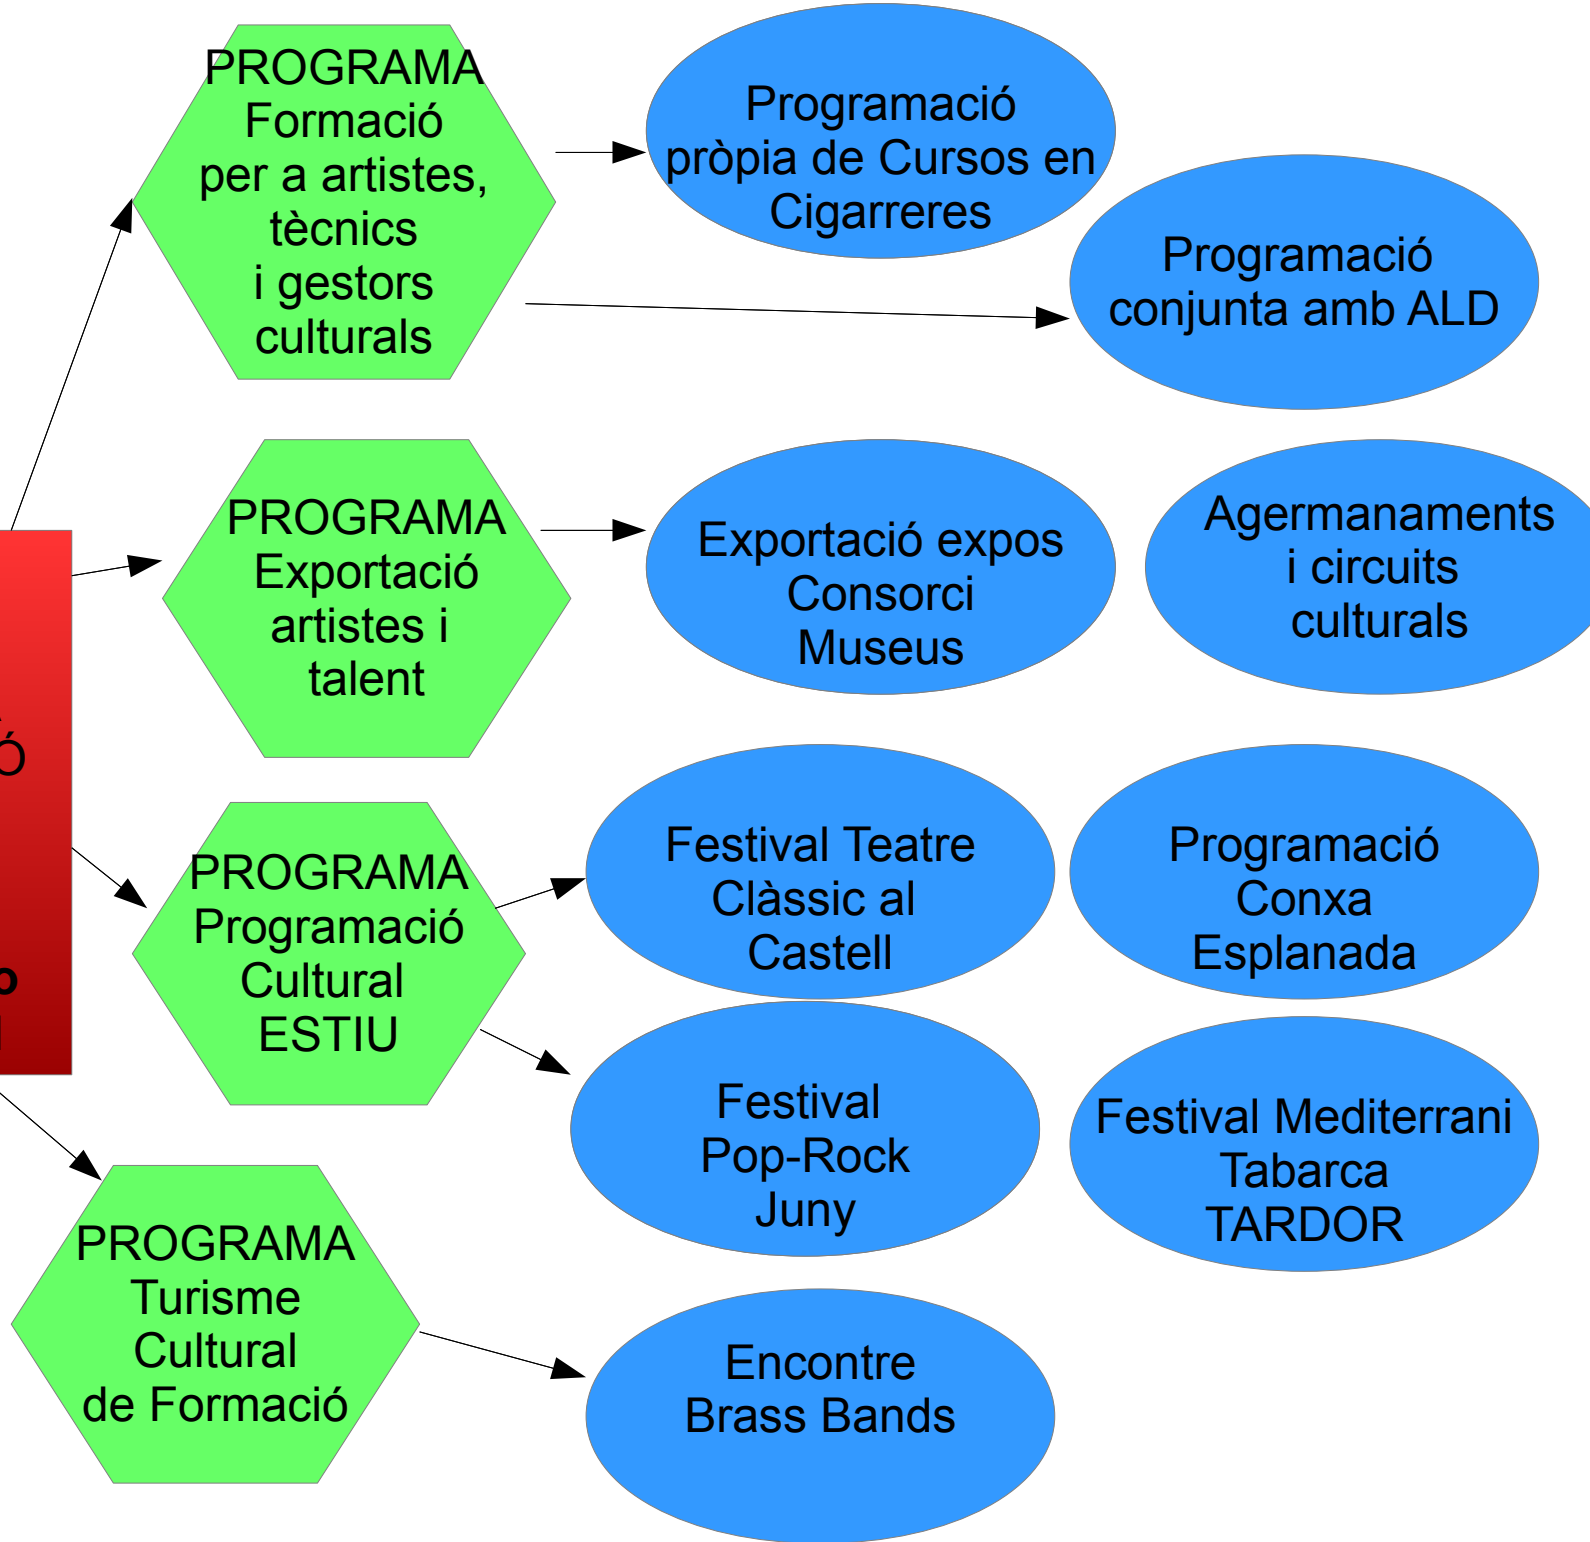 PROGRAMA
Formació
per a artistes,
tècnics
i gestors
culturals
Programació
pròpia de Cursos en
Cigarreres
Programació
conjunta amb ALD
PROGRAMA
Exportació
artistes i
talent
Exportació expos
Consorci
Museus
Agermanaments
i circuits
culturals
PROGRAMA
Programació
Cultural
ESTIU
Festival Teatre
Clàssic al
Castell
Programació
Conxa
Esplanada
Festival
Pop-Rock
Juny
Festival Mediterrani
Tabarca
TARDOR
PROGRAMA
Turisme
Cultural
de Formació
Encontre
Brass Bands